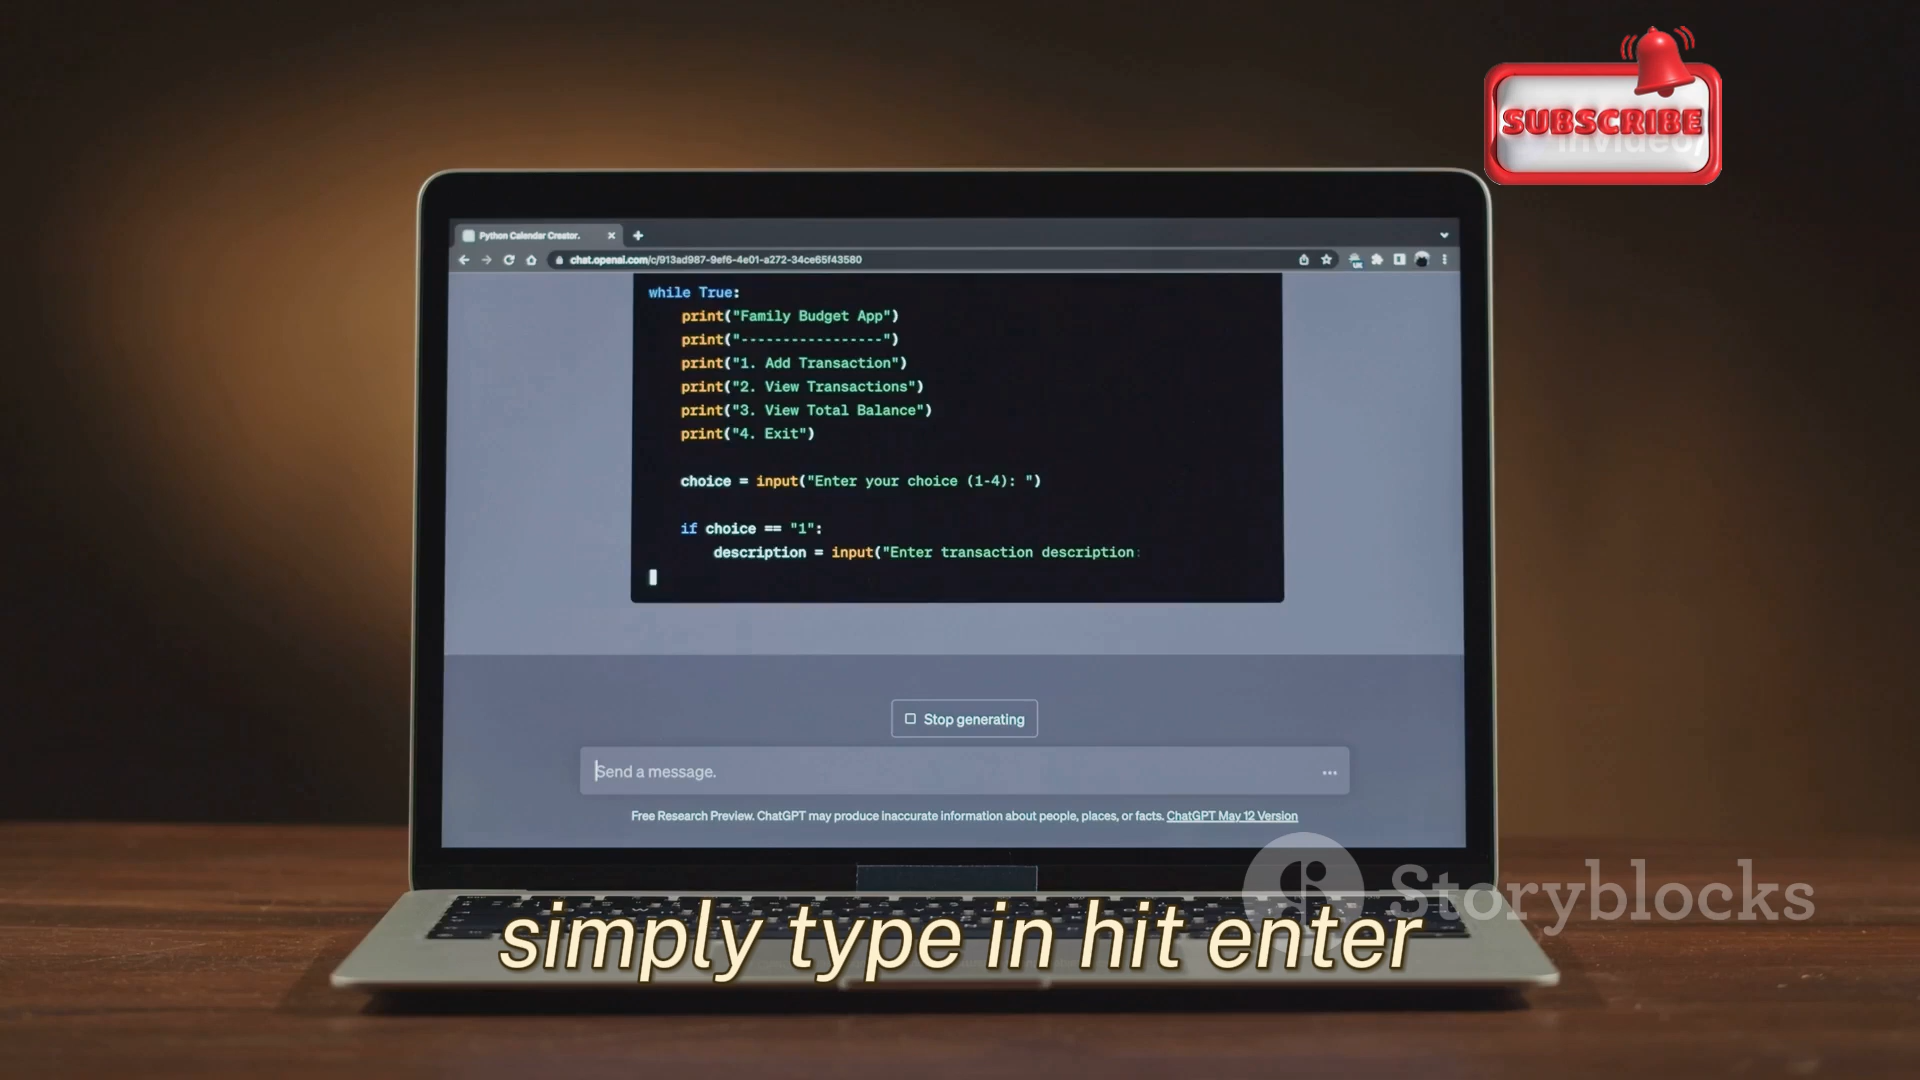 SUBSCRIBE
invideo
Python Calendar Creator.
chat.openai.com/c/913ad987-9ef6-4e01-a272-34ce65f43580
while True:
print("Family Budget App")
print("-----------------")
print("1. Add Transaction")
print("2. View Transactions")
print("3. View Total Balance")
print("4. Exit")
choice = input("Enter your choice (1-4): ")
if choice == "1":
description = input("Enter transaction description:
Stop generating
Send a message.
Free Research Preview. ChatGPT may produce inaccurate information about people, places, or facts. ChatGPT May 12 Version
Storyblocks
simply type in hit enter